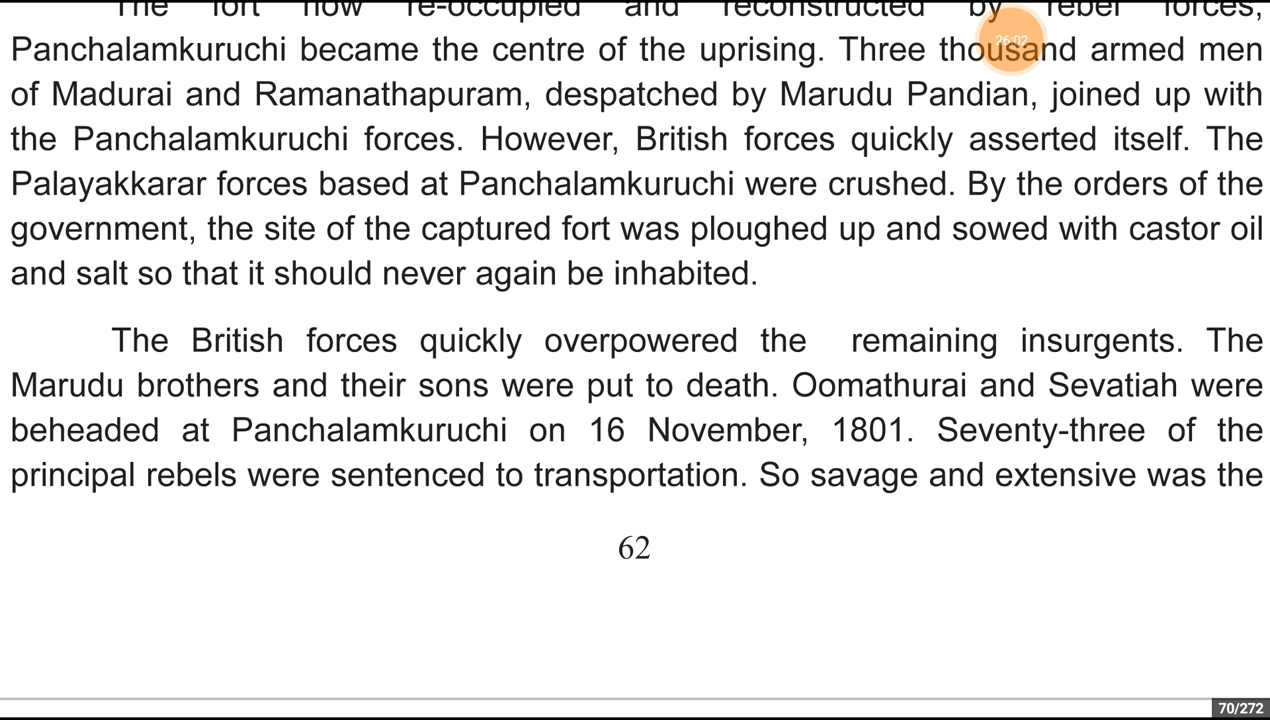 The fort now re-occupied and reconstructed by rebel forces,
Panchalamkuruchi became the centre of the uprising. Three thousand armed men
of Madurai and Ramanathapuram, despatched by Marudu Pandian, joined up with
the Panchalamkuruchi forces. However, British forces quickly asserted itself. The
Palayakkarar forces based at Panchalamkuruchi were crushed. By the orders of the
government, the site of the captured fort was ploughed up and sowed with castor oil
and salt so that it should never again be inhabited.
The British forces quickly overpowered the remaining insurgents. The
Marudu brothers and their sons were put to death. Oomathurai and Sevatiah were
beheaded at Panchalamkuruchi on 16 November, 1801. Seventy-three of the
principal rebels were sentenced to transportation. So savage and extensive was the
62
26:02
70/272